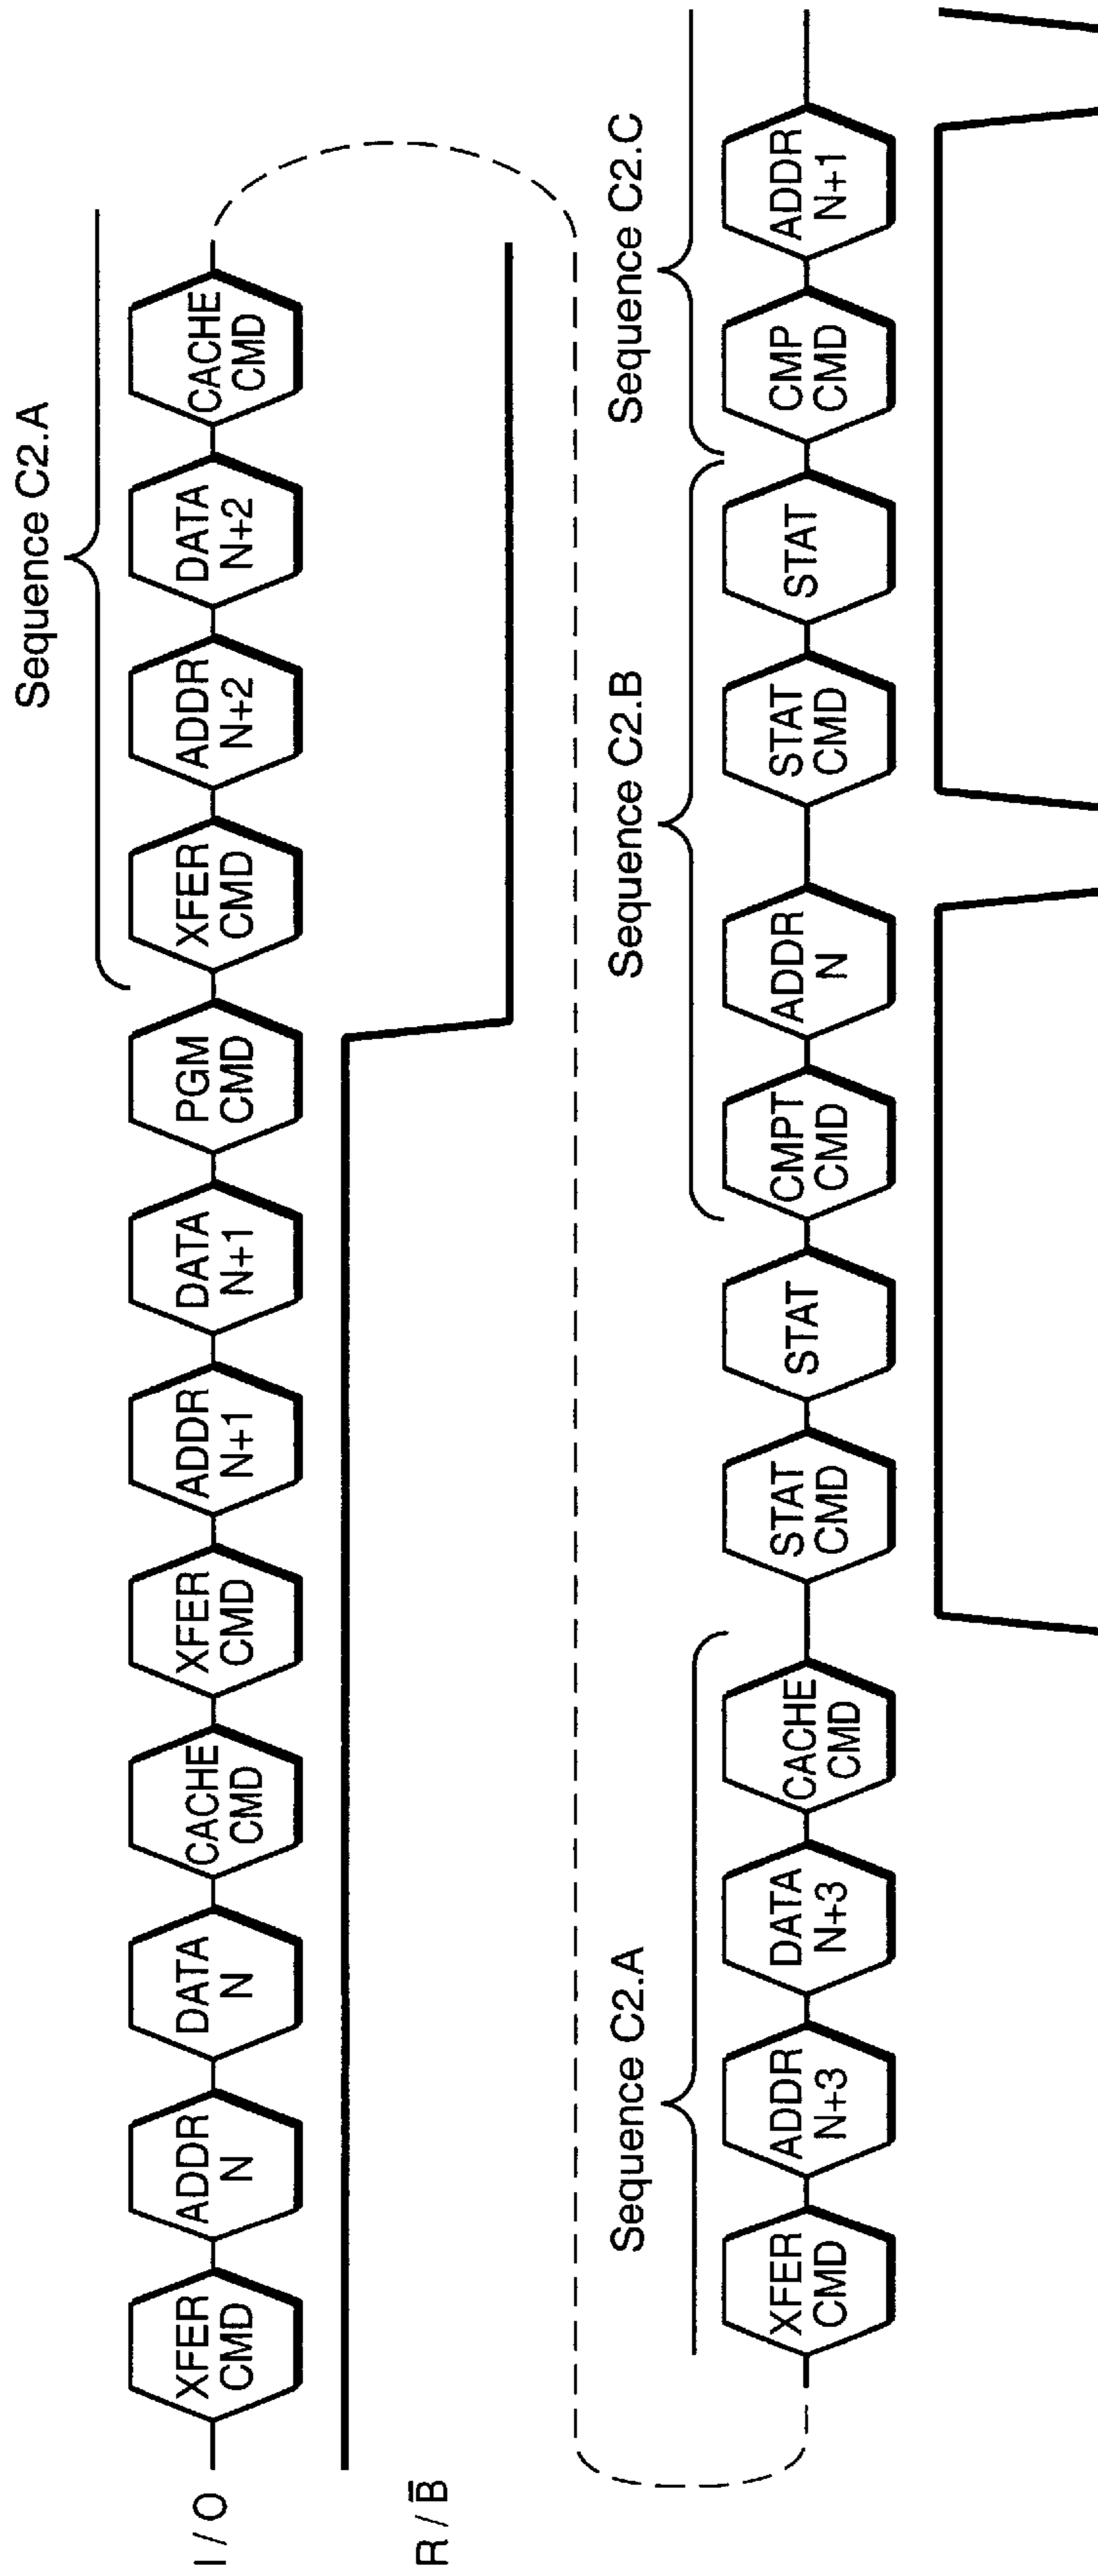 Sequence C2.A
I / O
XFER
CMD
ADDR
N
DATA
N
CACHE
CMD
XFER
CMD
ADDR
N+1
DATA
N+1
PGM
CMD
XFER
CMD
ADDR
N+2
DATA
N+2
CACHE
CMD
R / B̅
Sequence C2.A
Sequence C2.B
Sequence C2.C
XFER
CMD
ADDR
N+3
DATA
N+3
CACHE
CMD
STAT
CMD
STAT
CMPT
CMD
ADDR
N
STAT
CMD
STAT
CMP
CMD
ADDR
N+1